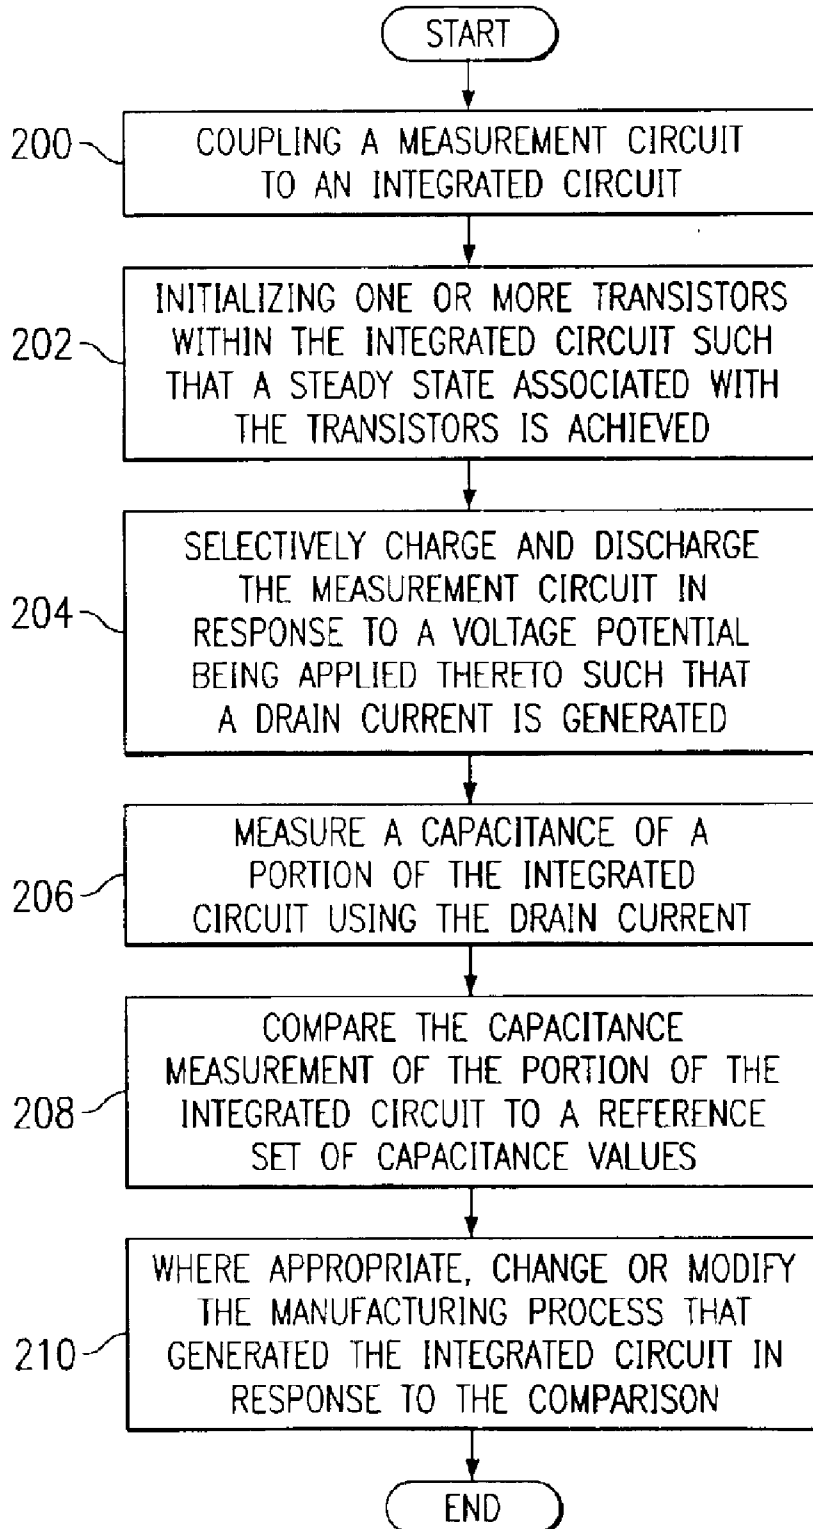 START
200
COUPLING A MEASUREMENT CIRCUIT
TO AN INTEGRATED CIRCUIT
202
INITIALIZING ONE OR MORE TRANSISTORS
WITHIN THE INTEGRATED CIRCUIT SUCH
THAT A STEADY STATE ASSOCIATED WITH
THE TRANSISTORS IS ACHIEVED
204
SELECTIVELY CHARGE AND DISCHARGE
THE MEASUREMENT CIRCUIT IN
RESPONSE TO A VOLTAGE POTENTIAL
BEING APPLIED THERETO SUCH THAT
A DRAIN CURRENT IS GENERATED
206
MEASURE A CAPACITANCE OF A
PORTION OF THE INTEGRATED
CIRCUIT USING THE DRAIN CURRENT
208
COMPARE THE CAPACITANCE
MEASUREMENT OF THE PORTION OF THE
INTEGRATED CIRCUIT TO A REFERENCE
SET OF CAPACITANCE VALUES
210
WHERE APPROPRIATE, CHANGE OR MODIFY
THE MANUFACTURING PROCESS THAT
GENERATED THE INTEGRATED CIRCUIT IN
RESPONSE TO THE COMPARISON
END